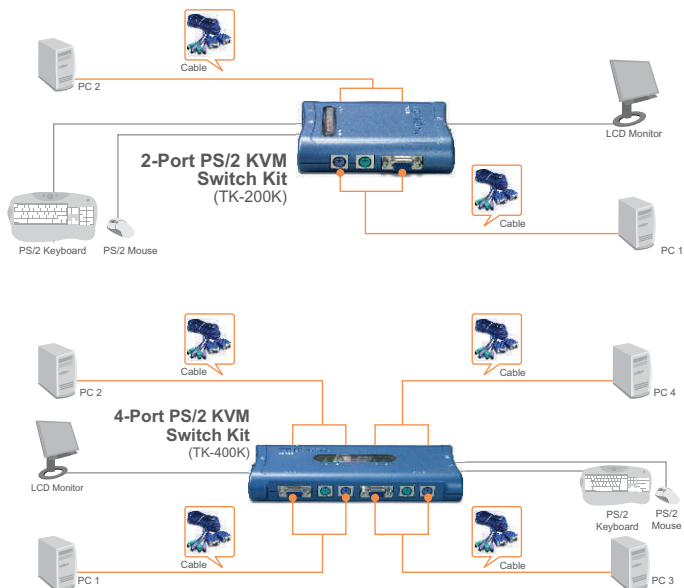 Cable
PC 2
LCD Monitor
2-Port PS/2 KVM
Switch Kit
(TK-200K)
Cable
PS/2 Keyboard
PS/2 Mouse
PC 1
Cable
Cable
PC 2
PC 4
4-Port PS/2 KVM
Switch Kit
(TK-400K)
LCD Monitor
PS/2
Keyboard
PS/2
Mouse
Cable
Cable
PC 1
PC 3